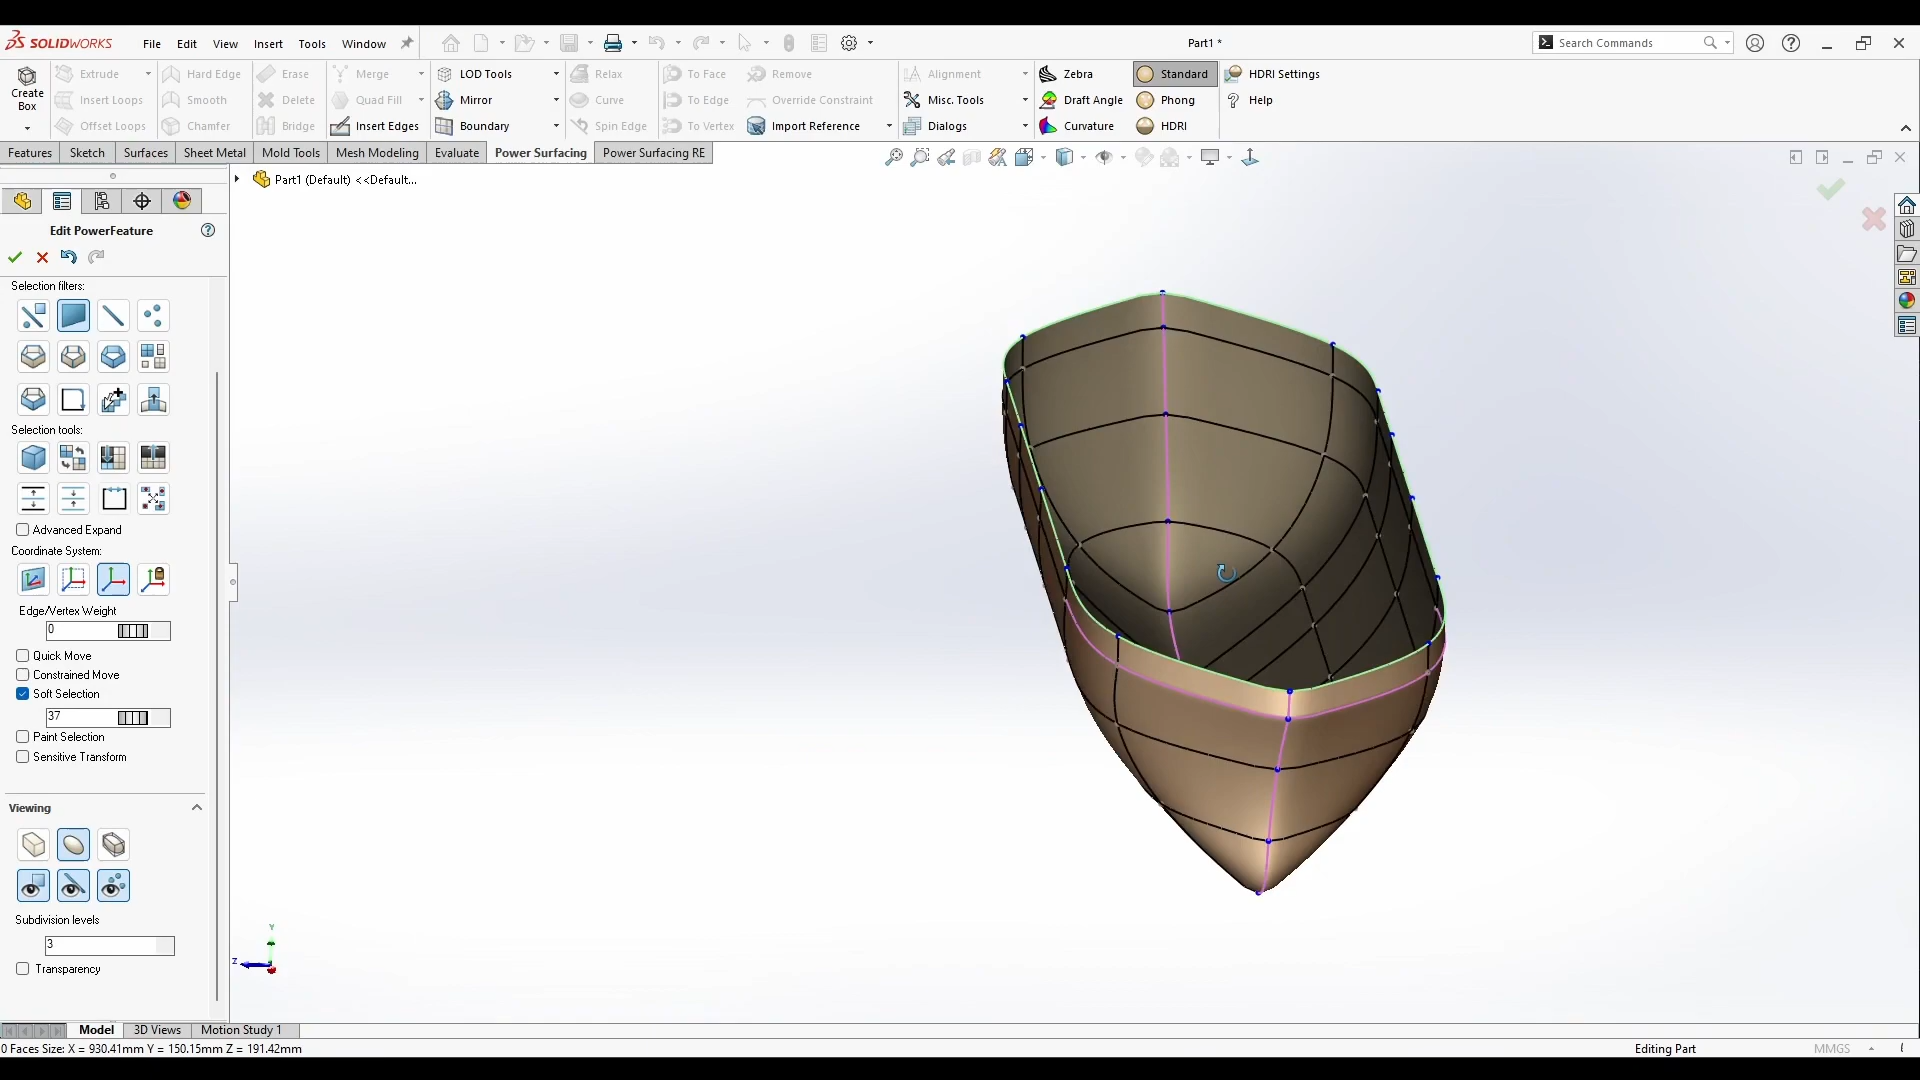 SOLIDWORKS File Edit View Insert Tools Window Part1 * Search Commands
Create Box
Extrude Hard Edge Erase Merge LOD Tools Relax To Face Remove Alignment Zebra Standard HDRI Settings
Insert Loops Smooth Delete Quad Fill Mirror Curve To Edge Override Constraint Misc. Tools Draft Angle Phong Help
Offset Loops Chamfer Bridge Insert Edges Boundary Spin Edge To Vertex Import Reference Dialogs Curvature HDRI
Features Sketch Surfaces Sheet Metal Mold Tools Mesh Modeling Evaluate Power Surfacing Power Surfacing RE
Part1 (Default) <<Default...
Edit PowerFeature
Selection filters:
Selection tools:
Advanced Expand
Coordinate System:
Edge/Vertex Weight
0
Quick Move
Constrained Move
Soft Selection
37
Paint Selection
Sensitive Transform
Viewing
Subdivision levels
3
Transparency
Y
Z
Model 3D Views Motion Study 1
0 Faces Size: X = 930.41mm Y = 150.15mm Z = 191.42mm Editing Part MMGS